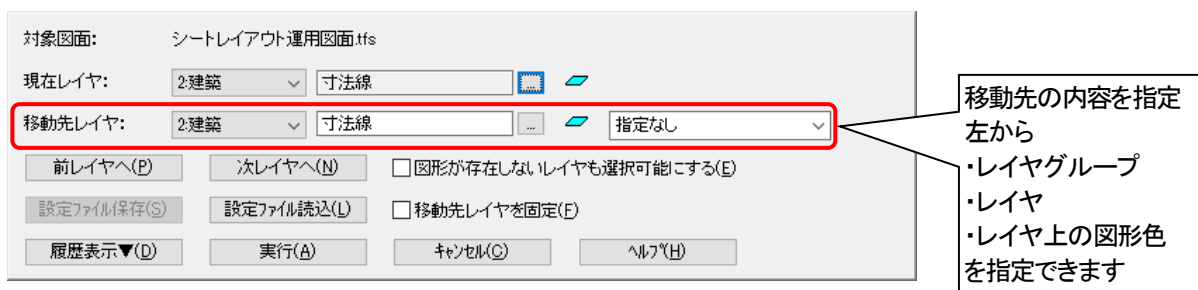 対象図面: シートレイアウト運用図面.tfs
現在レイヤ: 2:建築 寸法線 ...
移動先レイヤ: 2:建築 寸法線 ... 指定なし
前レイヤへ(P) 次レイヤへ(N) 図形が存在しないレイヤも選択可能にする(E)
設定ファイル保存(S) 設定ファイル読込(L) 移動先レイヤを固定(F)
履歴表示▼(D) 実行(A) キャンセル(C) ヘルプ(H)
移動先の内容を指定
左から
・レイヤグループ
・レイヤ
・レイヤ上の図形色
を指定できます